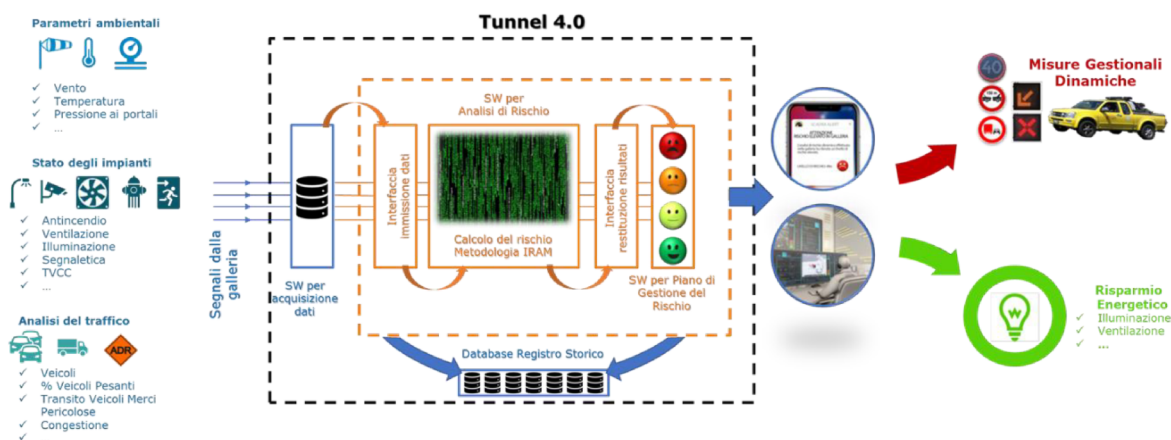 Tunnel 4.0
Parametri ambientali
✓ Vento
✓ Temperatura
✓ Pressione ai portali
✓ ...
Stato degli impianti
✓ Antincendio
✓ Ventilazione
✓ Illuminazione
✓ Segnaletica
✓ TVCC
✓ ...
Analisi del traffico
ADR
✓ Veicoli
✓ % Veicoli Pesanti
✓ Transito Veicoli Merci
Pericolose
✓ Congestione
✓
Segnali dalla
galleria
SW per
acquisizione
dati
SW per
Analisi di Rischio
Interfaccia
immissione dati
Calcolo del rischio
Metodologia IRAM
Interfaccia
restituzione risultati
SW per Piano di
Gestione del
Rischio
Database Registro Storico
40
Misure Gestionali
Dinamiche
Risparmio
Energetico
✓ Illuminazione
✓ Ventilazione
✓ ...